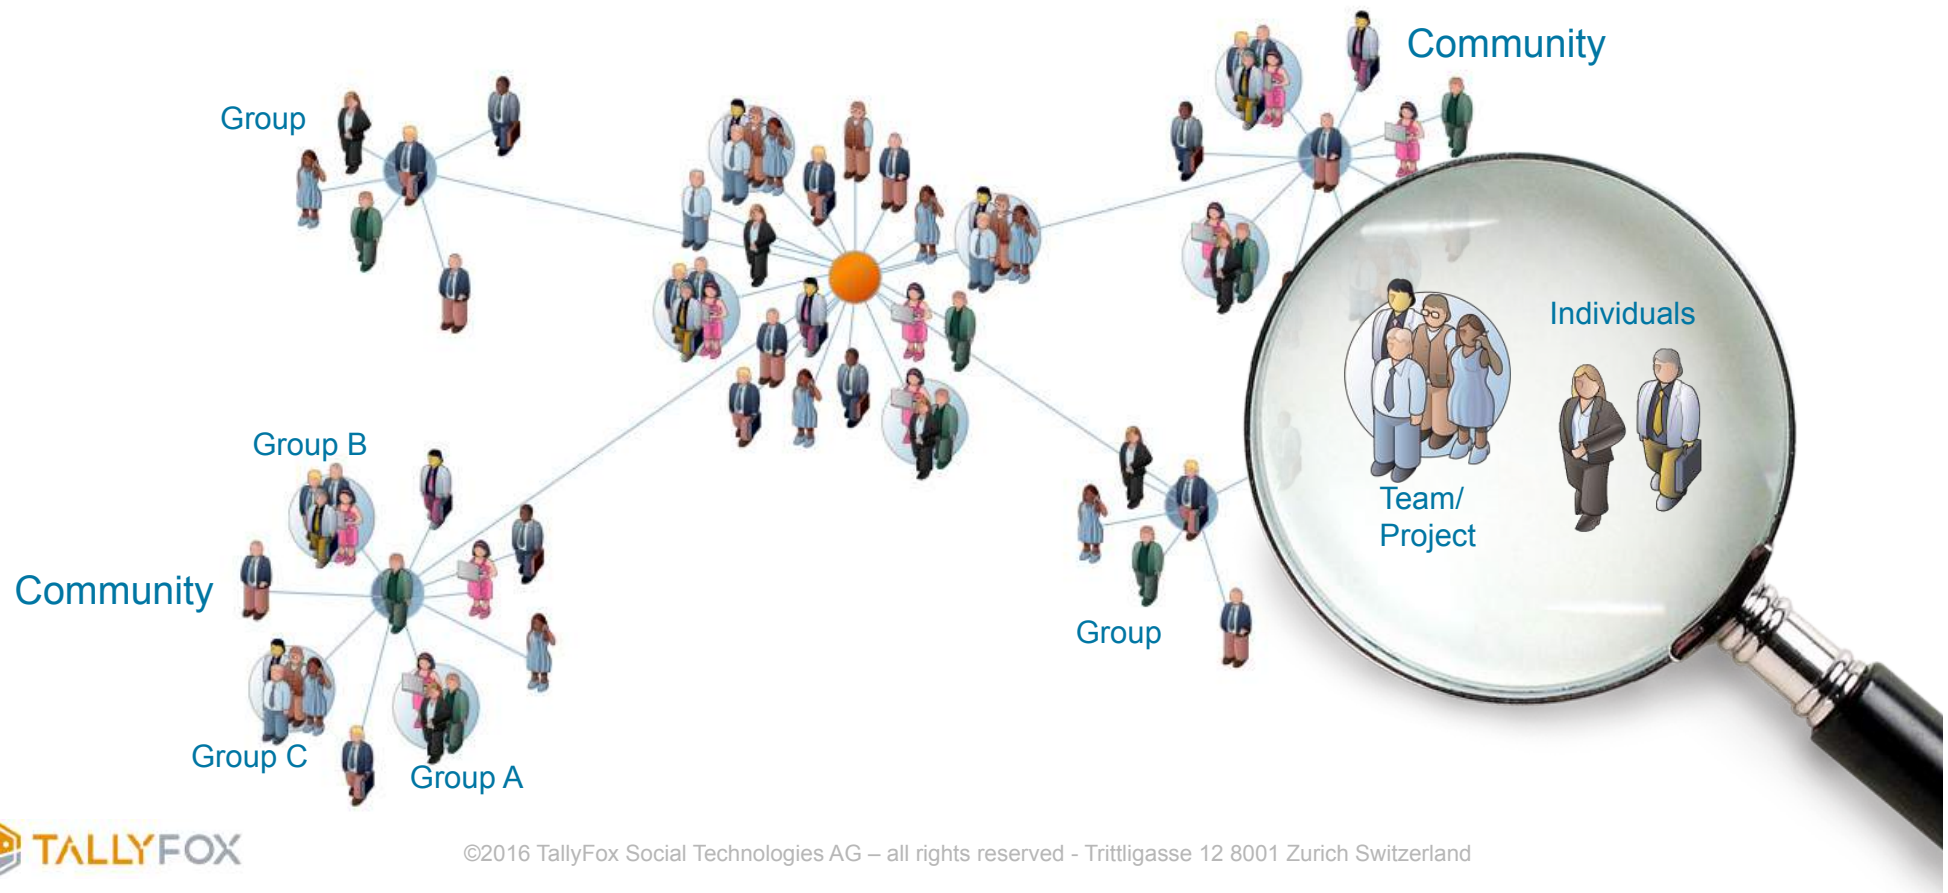 Community
Group
Individuals
Group B
Team/
Project
Community
Group
Group C
Group A
TALLYFOX
©2016 TallyFox Social Technologies AG – all rights reserved - Trittligasse 12 8001 Zurich Switzerland